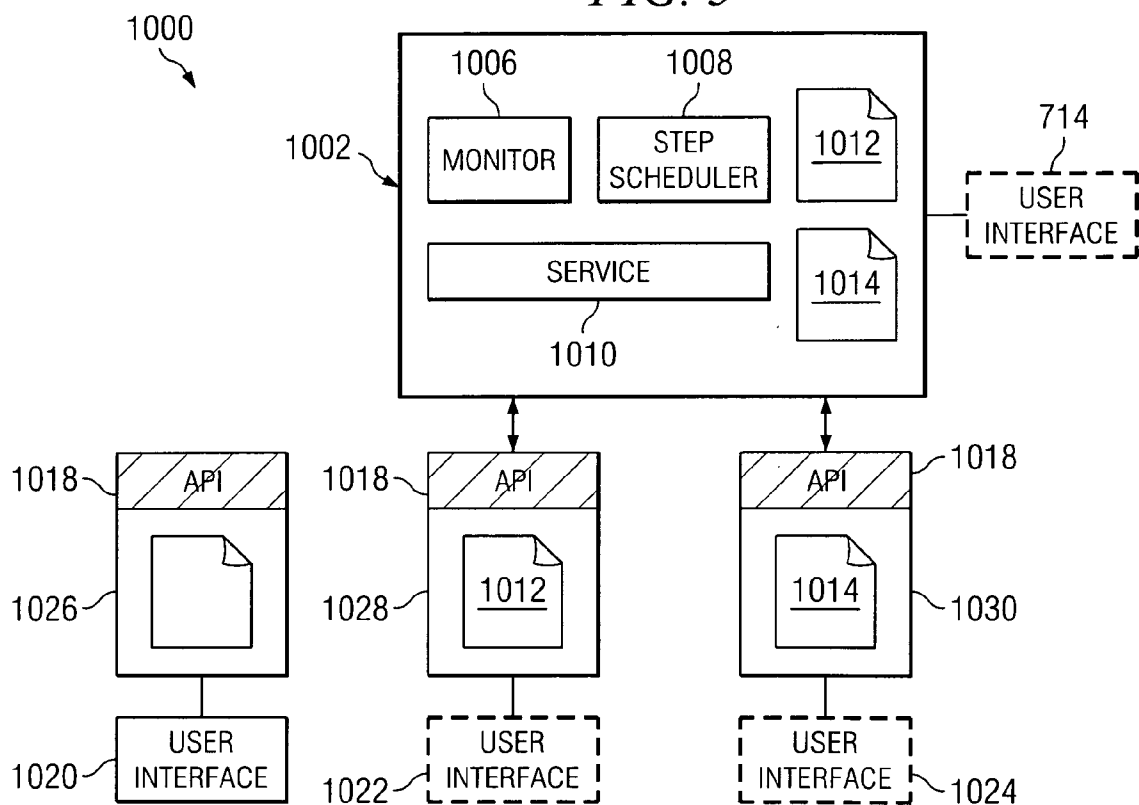 FIG.
1000
1006
1008
714
1002
MONITOR
STEP
SCHEDULER
1012
USER
INTERFACE
SERVICE
1014
1010
1018
API
1018
API
1018
API
1026
1028
1012
1014
1030
1020
USER
INTERFACE
1022
USER
INTERFACE
USER
INTERFACE
1024